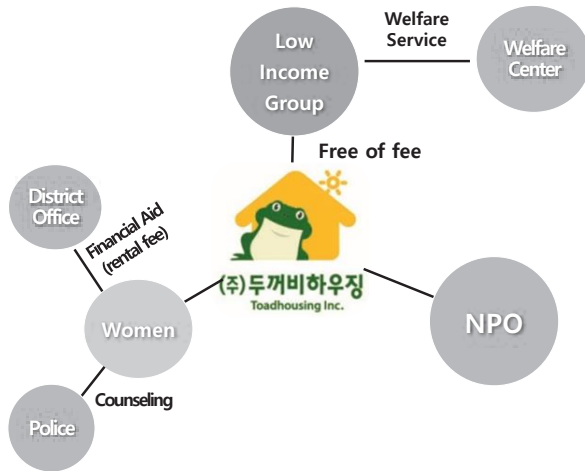 Low
Income
Group
Welfare
Service
Welfare
Center
Free of fee
District
Office
Financial Aid
(rental fee)
(주)두꺼비하우징
Toadhousing Inc.
Women
NPO
Counseling
Police